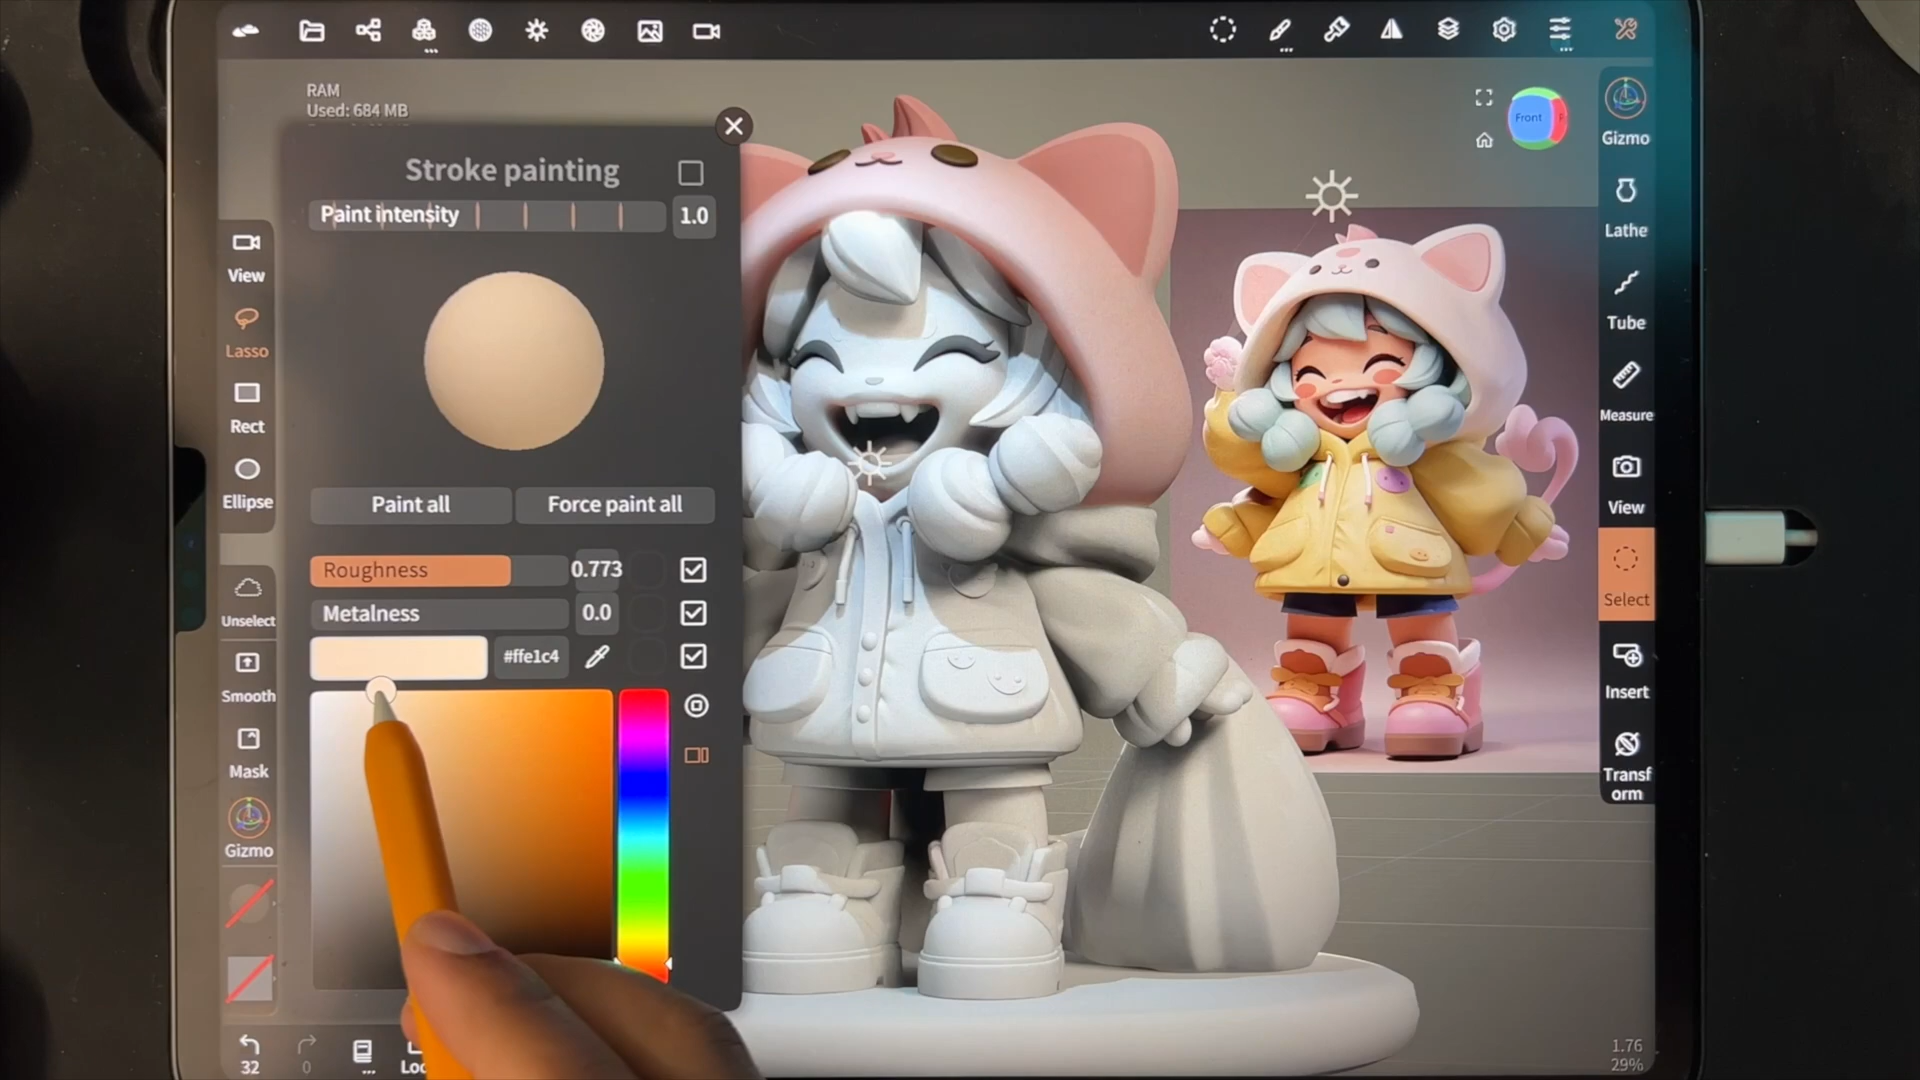 RAM
Used: 684 MB
Stroke painting
Paint intensity
1.0
Paint all
Force paint all
Roughness
0.773
Metalness
0.0
#ffe1c4
View
Lasso
Rect
Ellipse
Unselect
Smooth
Mask
Gizmo
32
0
Front
Gizmo
Lathe
Tube
Measure
View
Select
Insert
Transf
orm
1.76
29%